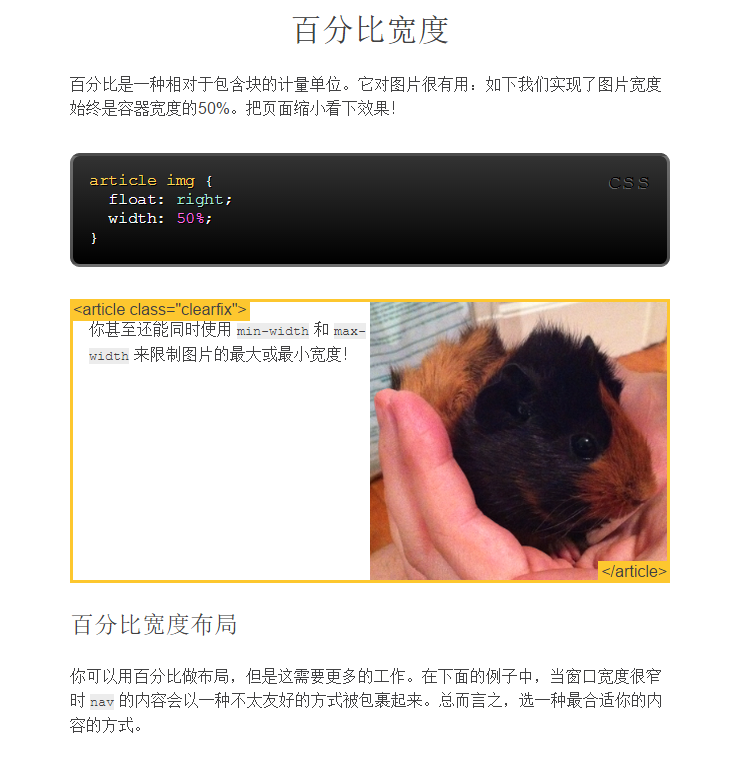 百分比宽度
百分比是一种相对于包含块的计量单位。它对图片很有用：如下我们实现了图片宽度
始终是容器宽度的50%。把页面缩小看下效果！
CSS
article img {
  float: right;
  width: 50%;
}
<article class="clearfix">
你甚至还能同时使用 min-width 和 max-
width 来限制图片的最大或最小宽度！
</article>
百分比宽度布局
你可以用百分比做布局，但是这需要更多的工作。在下面的例子中，当窗口宽度很窄
时 nav 的内容会以一种不太友好的方式被包裹起来。总而言之，选一种最合适你的内
容的方式。